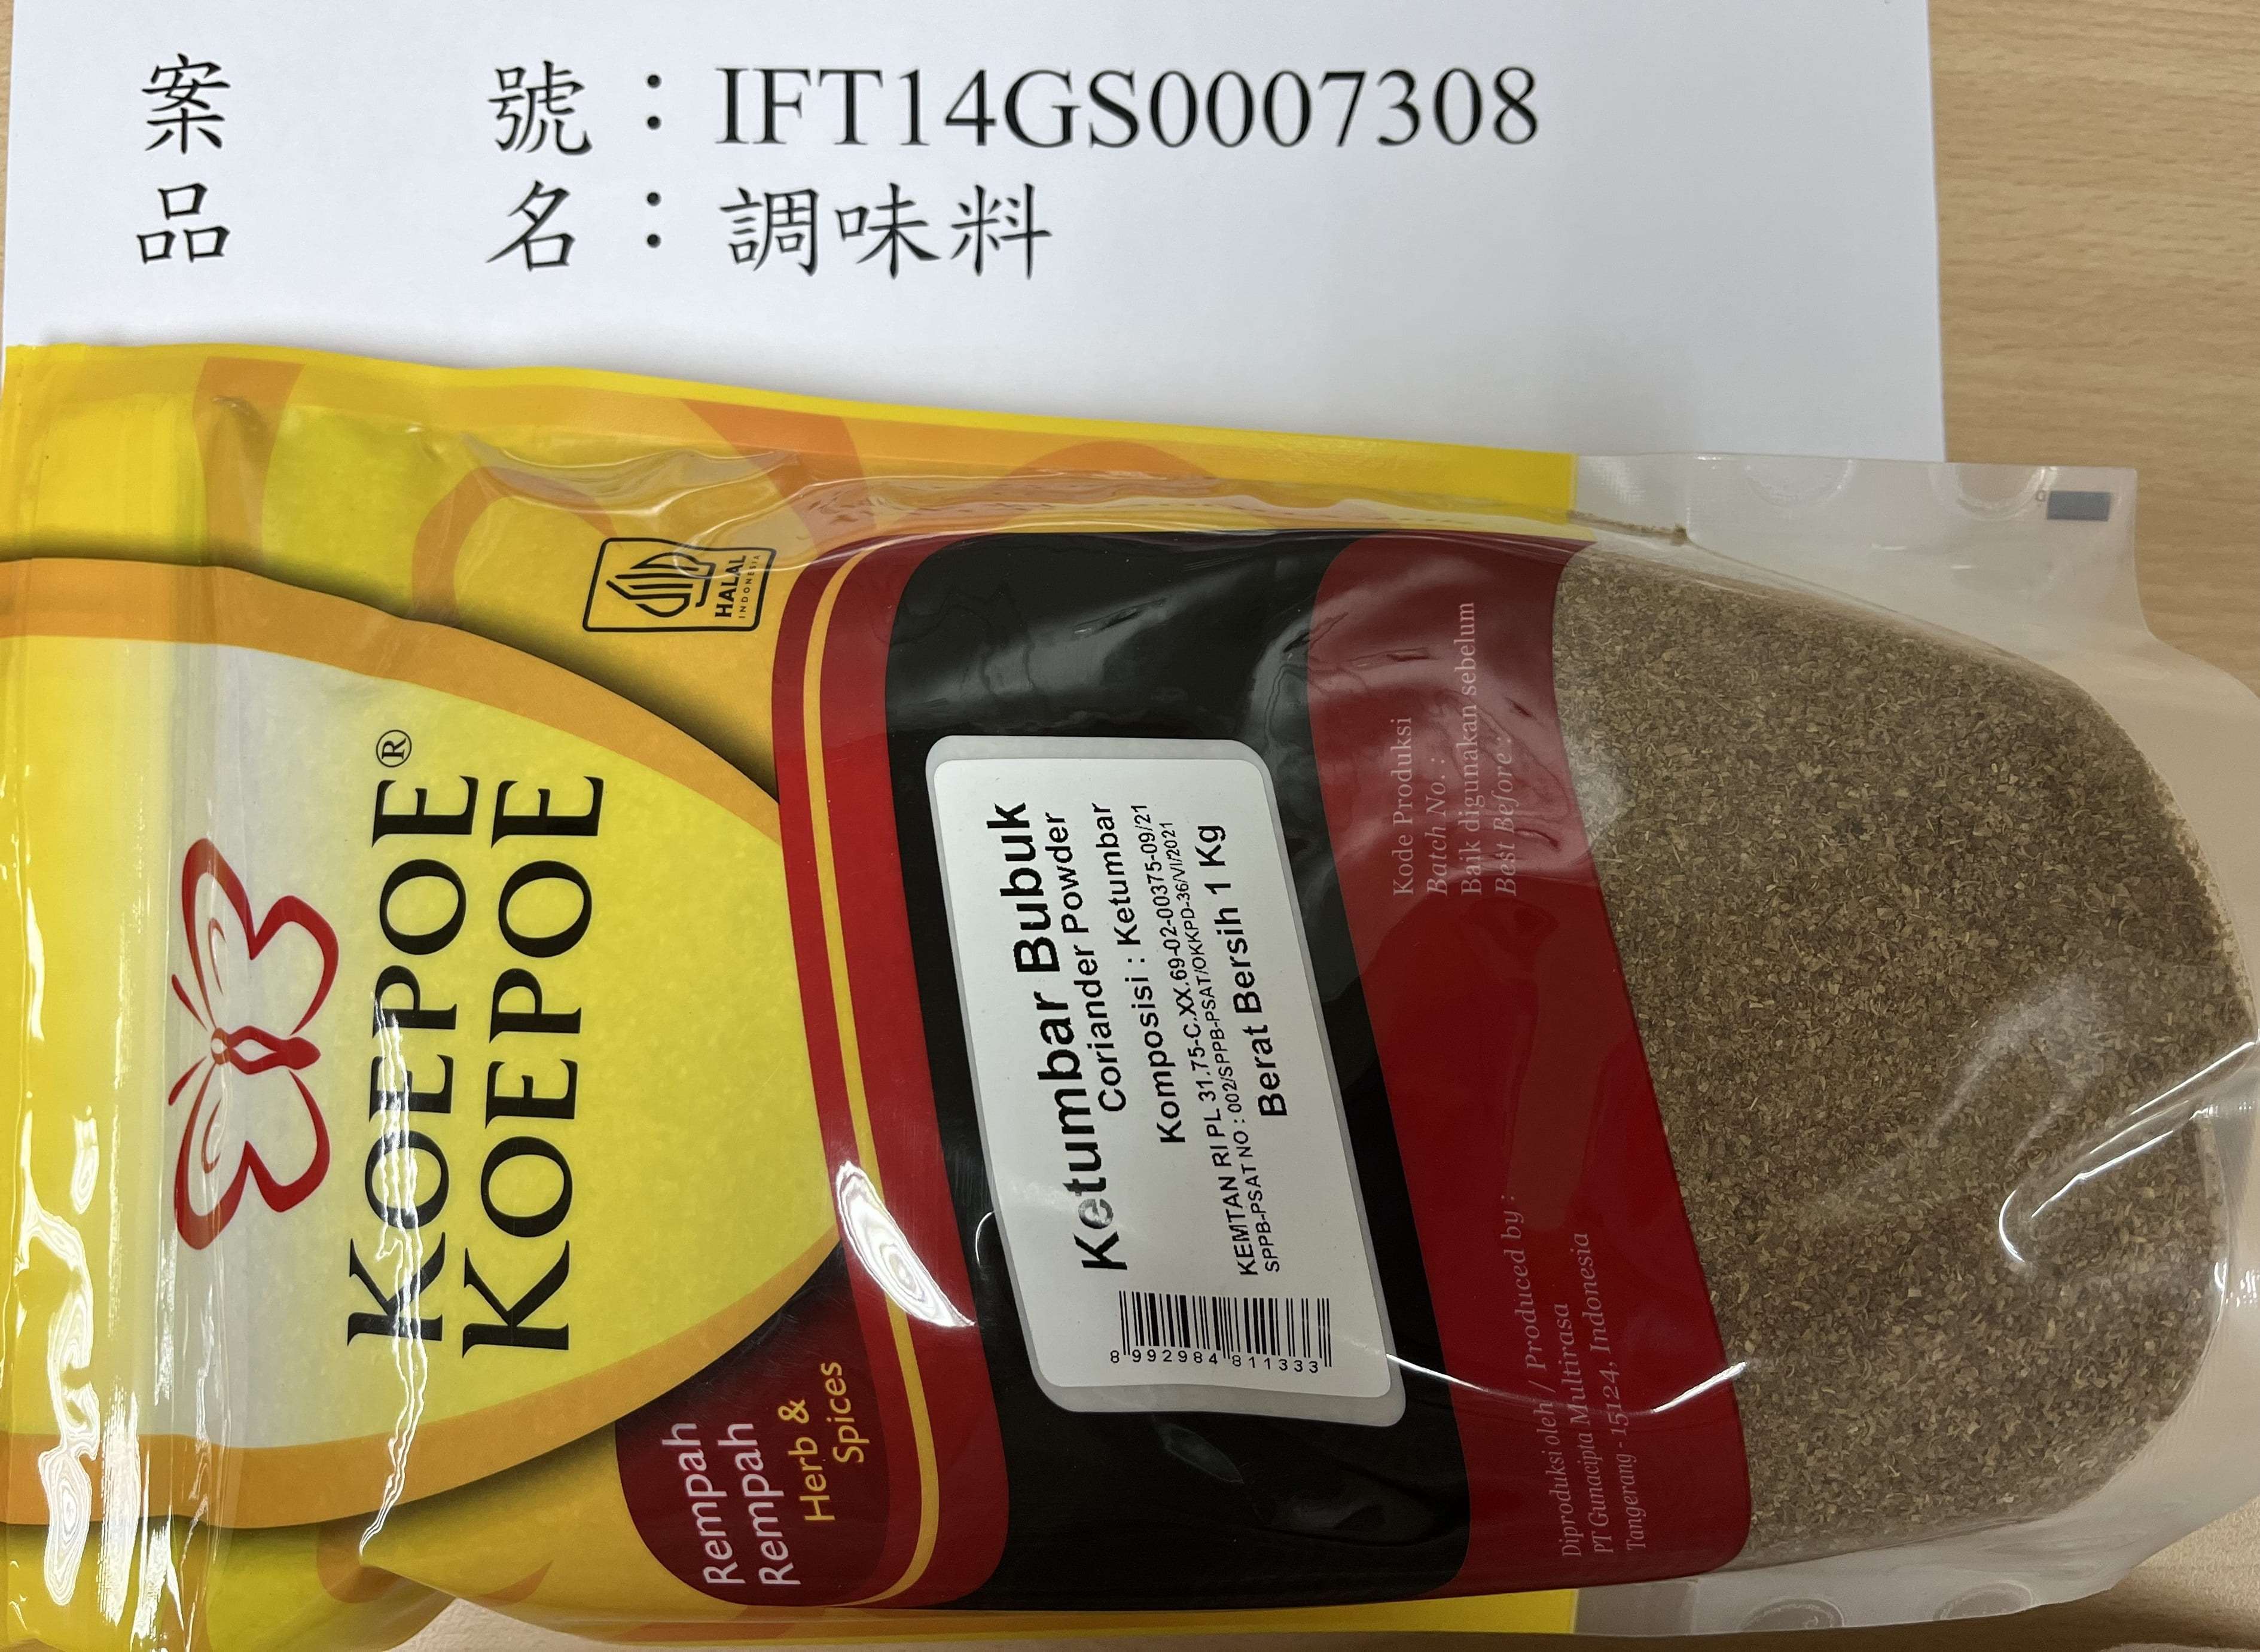 案 號：IFT14GS0007308
品 名：調味料
KOEPOE®
KOEPOE
HALAL
INDONESIA
Rempah
Rempah
Herb &
Spices
Ketumbar Bubuk
Coriander Powder
Komposisi : Ketumbar
KEMTAN RI PL 31.75-C.XX.69-02-00375-09/21
SPPB-PSAT NO : 002/SPPB-PSAT/OKKPD-36/VI/2021
Berat Bersih 1 Kg
8 992984 811333
Kode Produksi
Batch No. :
Baik digunakan sebelum
Best Before :
Diproduksi oleh / Produced by :
PT Gunacipta Multirasa
Tangerang - 15124, Indonesia